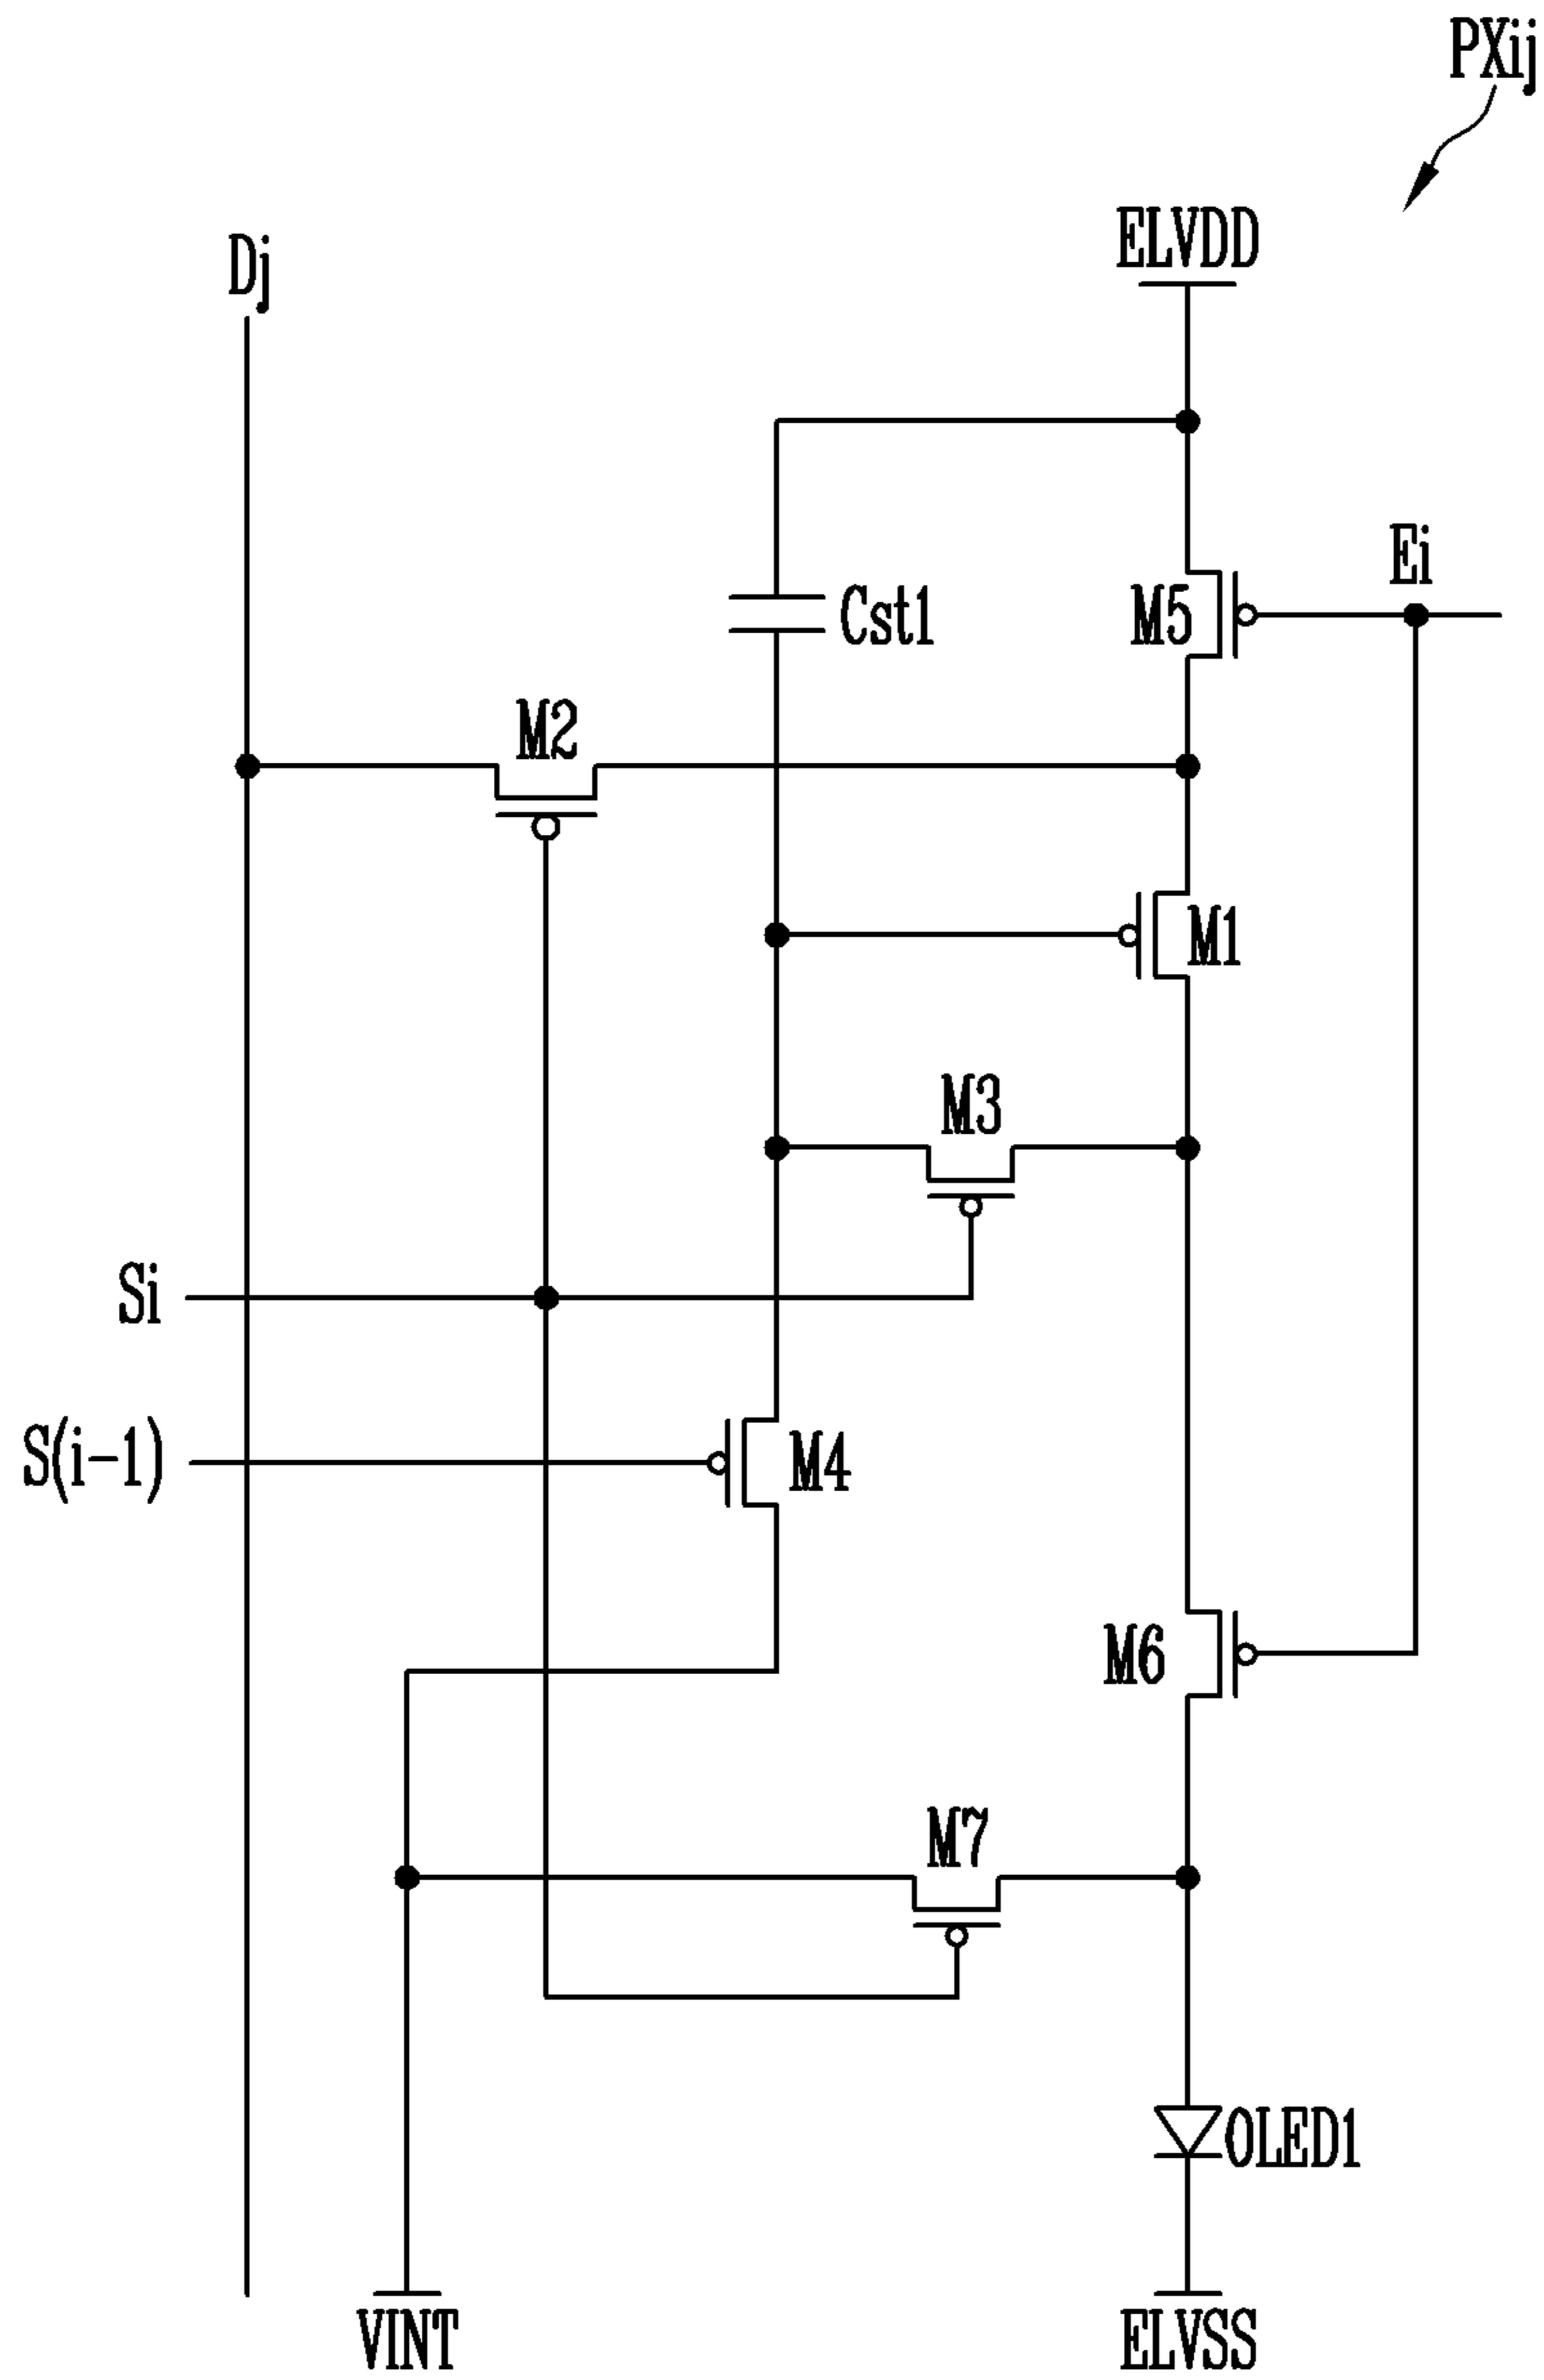 PXij
ELVDD
Dj
Ei
Cst1
M5
M2
M1
M3
Si
S(i-1)
M4
M6
M7
OLED1
VINT
ELVSS